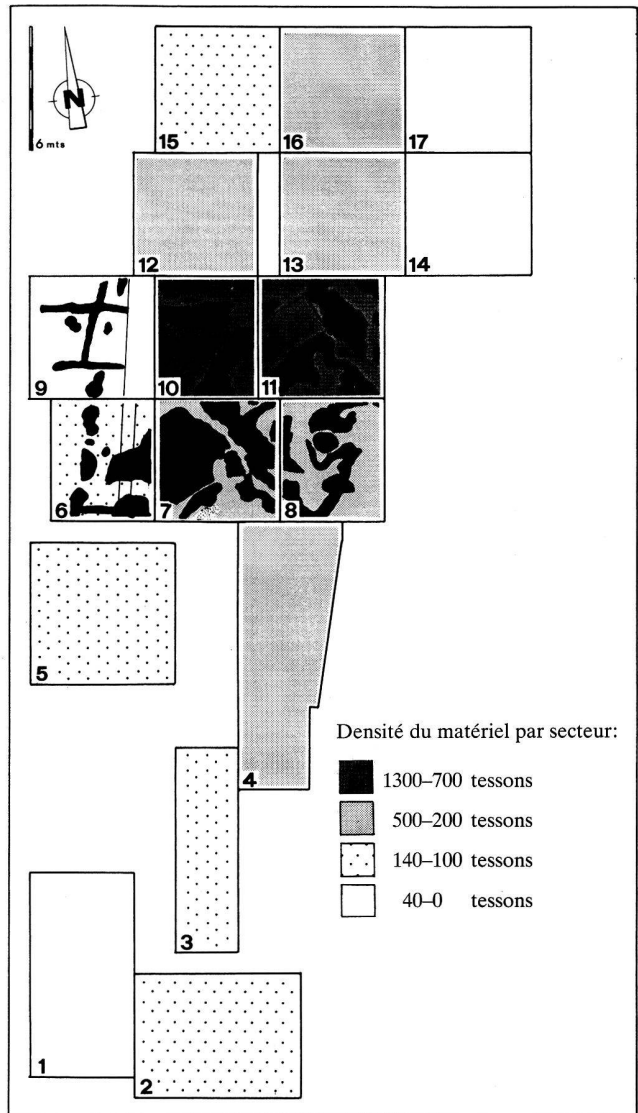 N
6 mts
15
16
17
12
13
14
9
10
11
6
7
8
5
4
3
1
2
Densité du matériel par secteur:
1300–700 tessons
500–200 tessons
140–100 tessons
40–0 tessons